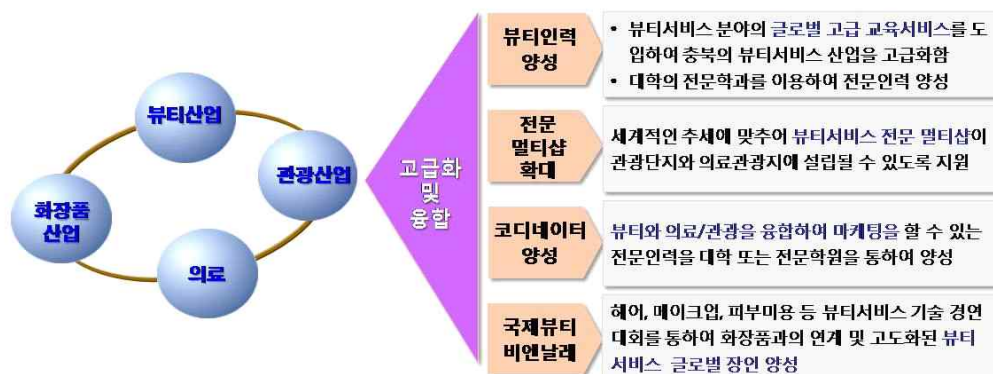 뷰티산업
관광산업
화장품
산업
의료
고급화
및
융합
뷰티인력
양성
• 뷰티서비스 분야의 글로벌 고급 교육서비스를 도
입하여 충북의 뷰티서비스 산업을 고급화함
• 대학의 전문학과를 이용하여 전문인력 양성
전문
멀티샵
확대
세계적인 추세에 맞추어 뷰티서비스 전문 멀티샵이
관광단지와 의료관광지에 설립될 수 있도록 지원
코디네이터
양성
뷰티와 의료/관광을 융합하여 마케팅을 할 수 있는
전문인력을 대학 또는 전문학원을 통하여 양성
국제뷰티
비엔날레
헤어, 메이크업, 피부미용 등 뷰티서비스 기술 경연
대회를 통하여 화장품과의 연계 및 고도화된 뷰티
서비스 글로벌 장인 양성